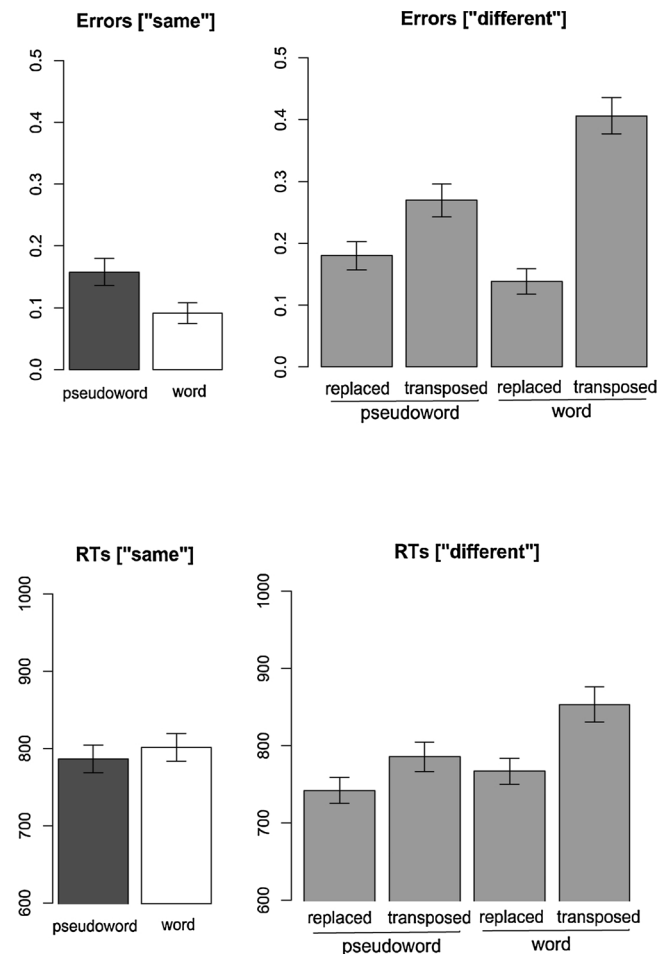 Errors ["same"]
0.0 0.1 0.2 0.3 0.4 0.5
pseudoword word
Errors ["different"]
0.0 0.1 0.2 0.3 0.4 0.5
replaced transposed replaced transposed
pseudoword word
RTs ["same"]
600 700 800 900 1000
pseudoword word
RTs ["different"]
600 700 800 900 1000
replaced transposed replaced transposed
pseudoword word